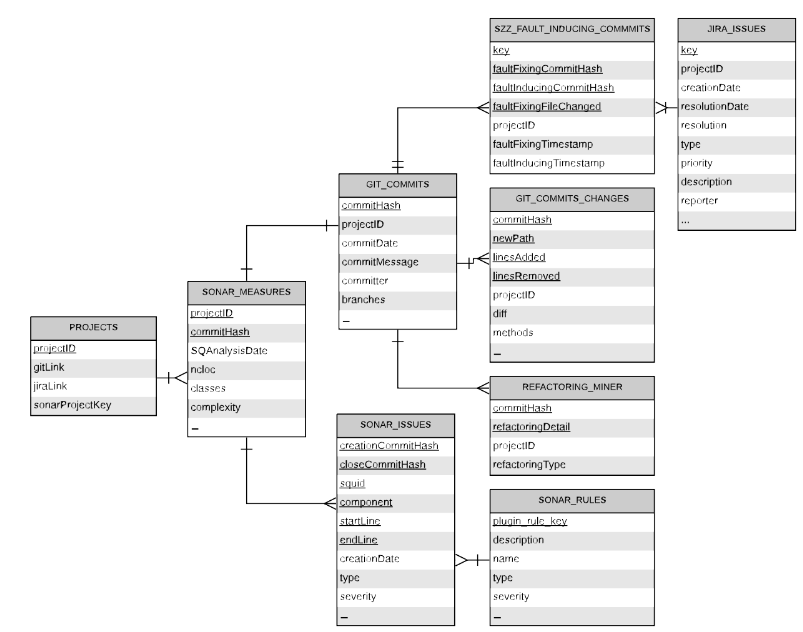 SZZ_FAULT_INDUCING_COMMMITS
key
faultFixingCommitHash
faultInducingCommitHash
faultFixingFileChanged
projectID
faultFixingTimestamp
faultInducingTimestamp
JIRA_ISSUES
key
projectID
creationDate
resolutionDate
resolution
type
priority
description
reporter
...
GIT_COMMITS
commitHash
projectID
commitDate
commitMessage
committer
branches
...
GIT_COMMITS_CHANGES
commitHash
newPath
linesAdded
linesRemoved
projectID
diff
methods
...
SONAR_MEASURES
projectID
commitHash
SQAnalysisDate
ncloc
classes
complexity
...
PROJECTS
projectID
gitLink
jiraLink
sonarProjectKey
REFACTORING_MINER
commitHash
refactoringDetail
projectID
refactoringType
SONAR_ISSUES
creationCommitHash
closeCommitHash
squid
component
startLine
endLine
creationDate
type
severity
...
SONAR_RULES
plugin_rule_key
description
name
type
severity
...